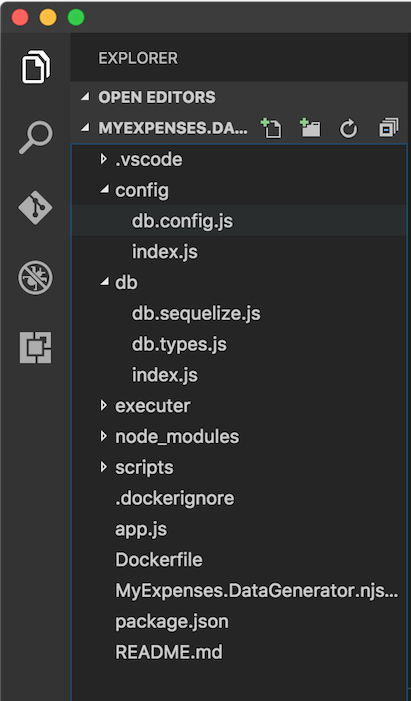 EXPLORER
OPEN EDITORS
MYEXPENSES.DA...
.vscode
config
db.config.js
index.js
db
db.sequelize.js
db.types.js
index.js
executer
node_modules
scripts
.dockerignore
app.js
Dockerfile
MyExpenses.DataGenerator.njs...
package.json
README.md